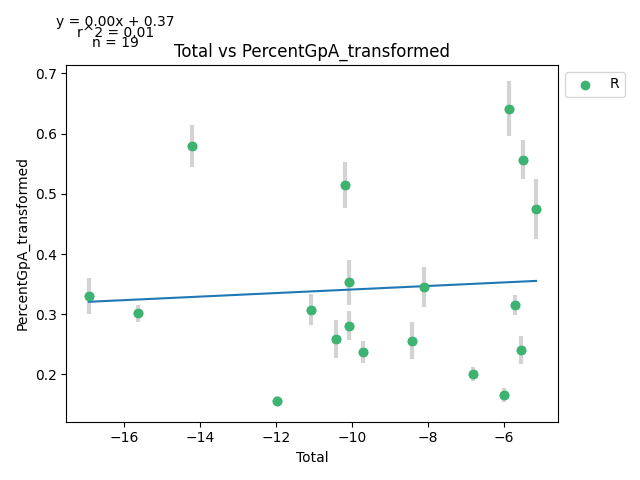 y = 0.00x + 0.37
r^2 = 0.01
n = 19
Total vs PercentGpA_transformed
R
PercentGpA_transformed
0.7
0.6
0.5
0.4
0.3
0.2
−16
−14
−12
−10
−8
−6
Total